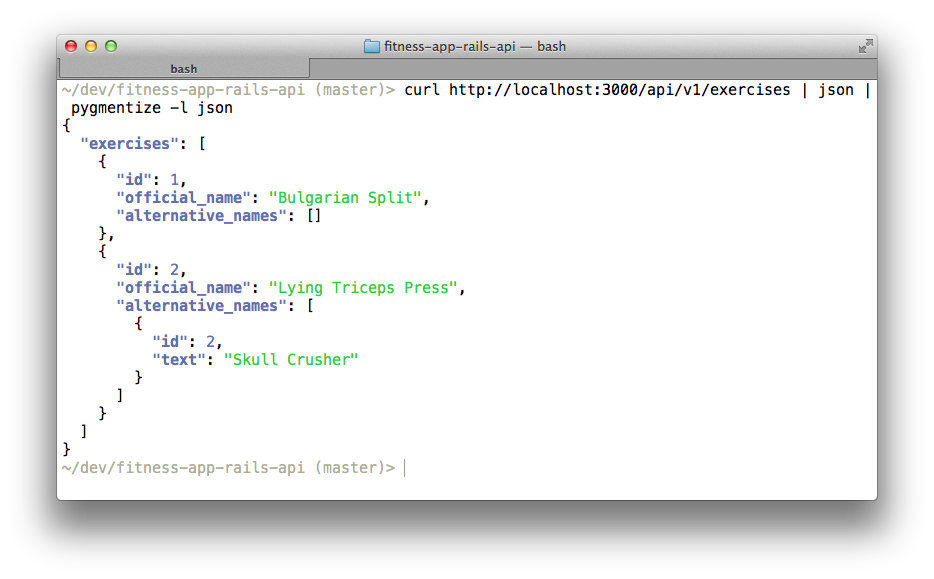 fitness-app-rails-api — bash
bash
~/dev/fitness-app-rails-api (master)> curl http://localhost:3000/api/v1/exercises | json |
 pygmentize -l json
{
  "exercises": [
    {
      "id": 1,
      "official_name": "Bulgarian Split",
      "alternative_names": []
    },
    {
      "id": 2,
      "official_name": "Lying Triceps Press",
      "alternative_names": [
        {
          "id": 2,
          "text": "Skull Crusher"
        }
      ]
    }
  ]
}
~/dev/fitness-app-rails-api (master)>